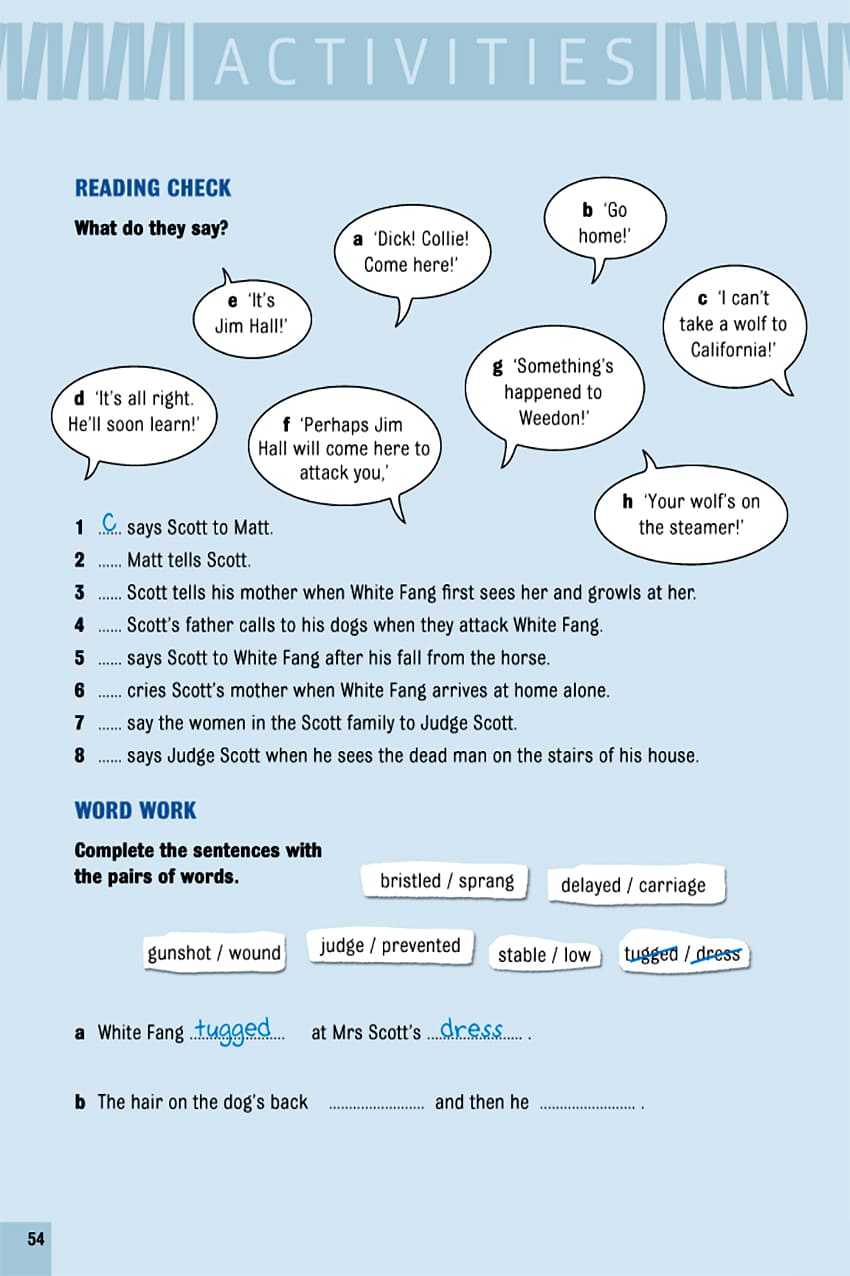 ACTIVITIES
READING CHECK
What do they say?
a 'Dick! Collie!
Come here!'
b 'Go
home!'
e 'It's
Jim Hall!'
c 'I can't
take a wolf to
California!'
d 'It's all right.
He'll soon learn!'
f 'Perhaps Jim
Hall will come here to
attack you,'
g 'Something's
happened to
Weedon!'
h 'Your wolf's on
the steamer!'
1 ...c... says Scott to Matt.
2 ...... Matt tells Scott.
3 ...... Scott tells his mother when White Fang first sees her and growls at her.
4 ...... Scott's father calls to his dogs when they attack White Fang.
5 ...... says Scott to White Fang after his fall from the horse.
6 ...... cries Scott's mother when White Fang arrives at home alone.
7 ...... say the women in the Scott family to Judge Scott.
8 ...... says Judge Scott when he sees the dead man on the stairs of his house.
WORD WORK
Complete the sentences with
the pairs of words.
bristled / sprang
delayed / carriage
gunshot / wound
judge / prevented
stable / low
tugged / dress
a White Fang ...tugged... at Mrs Scott's ...dress... .
b The hair on the dog's back ........................ and then he ........................ .
54